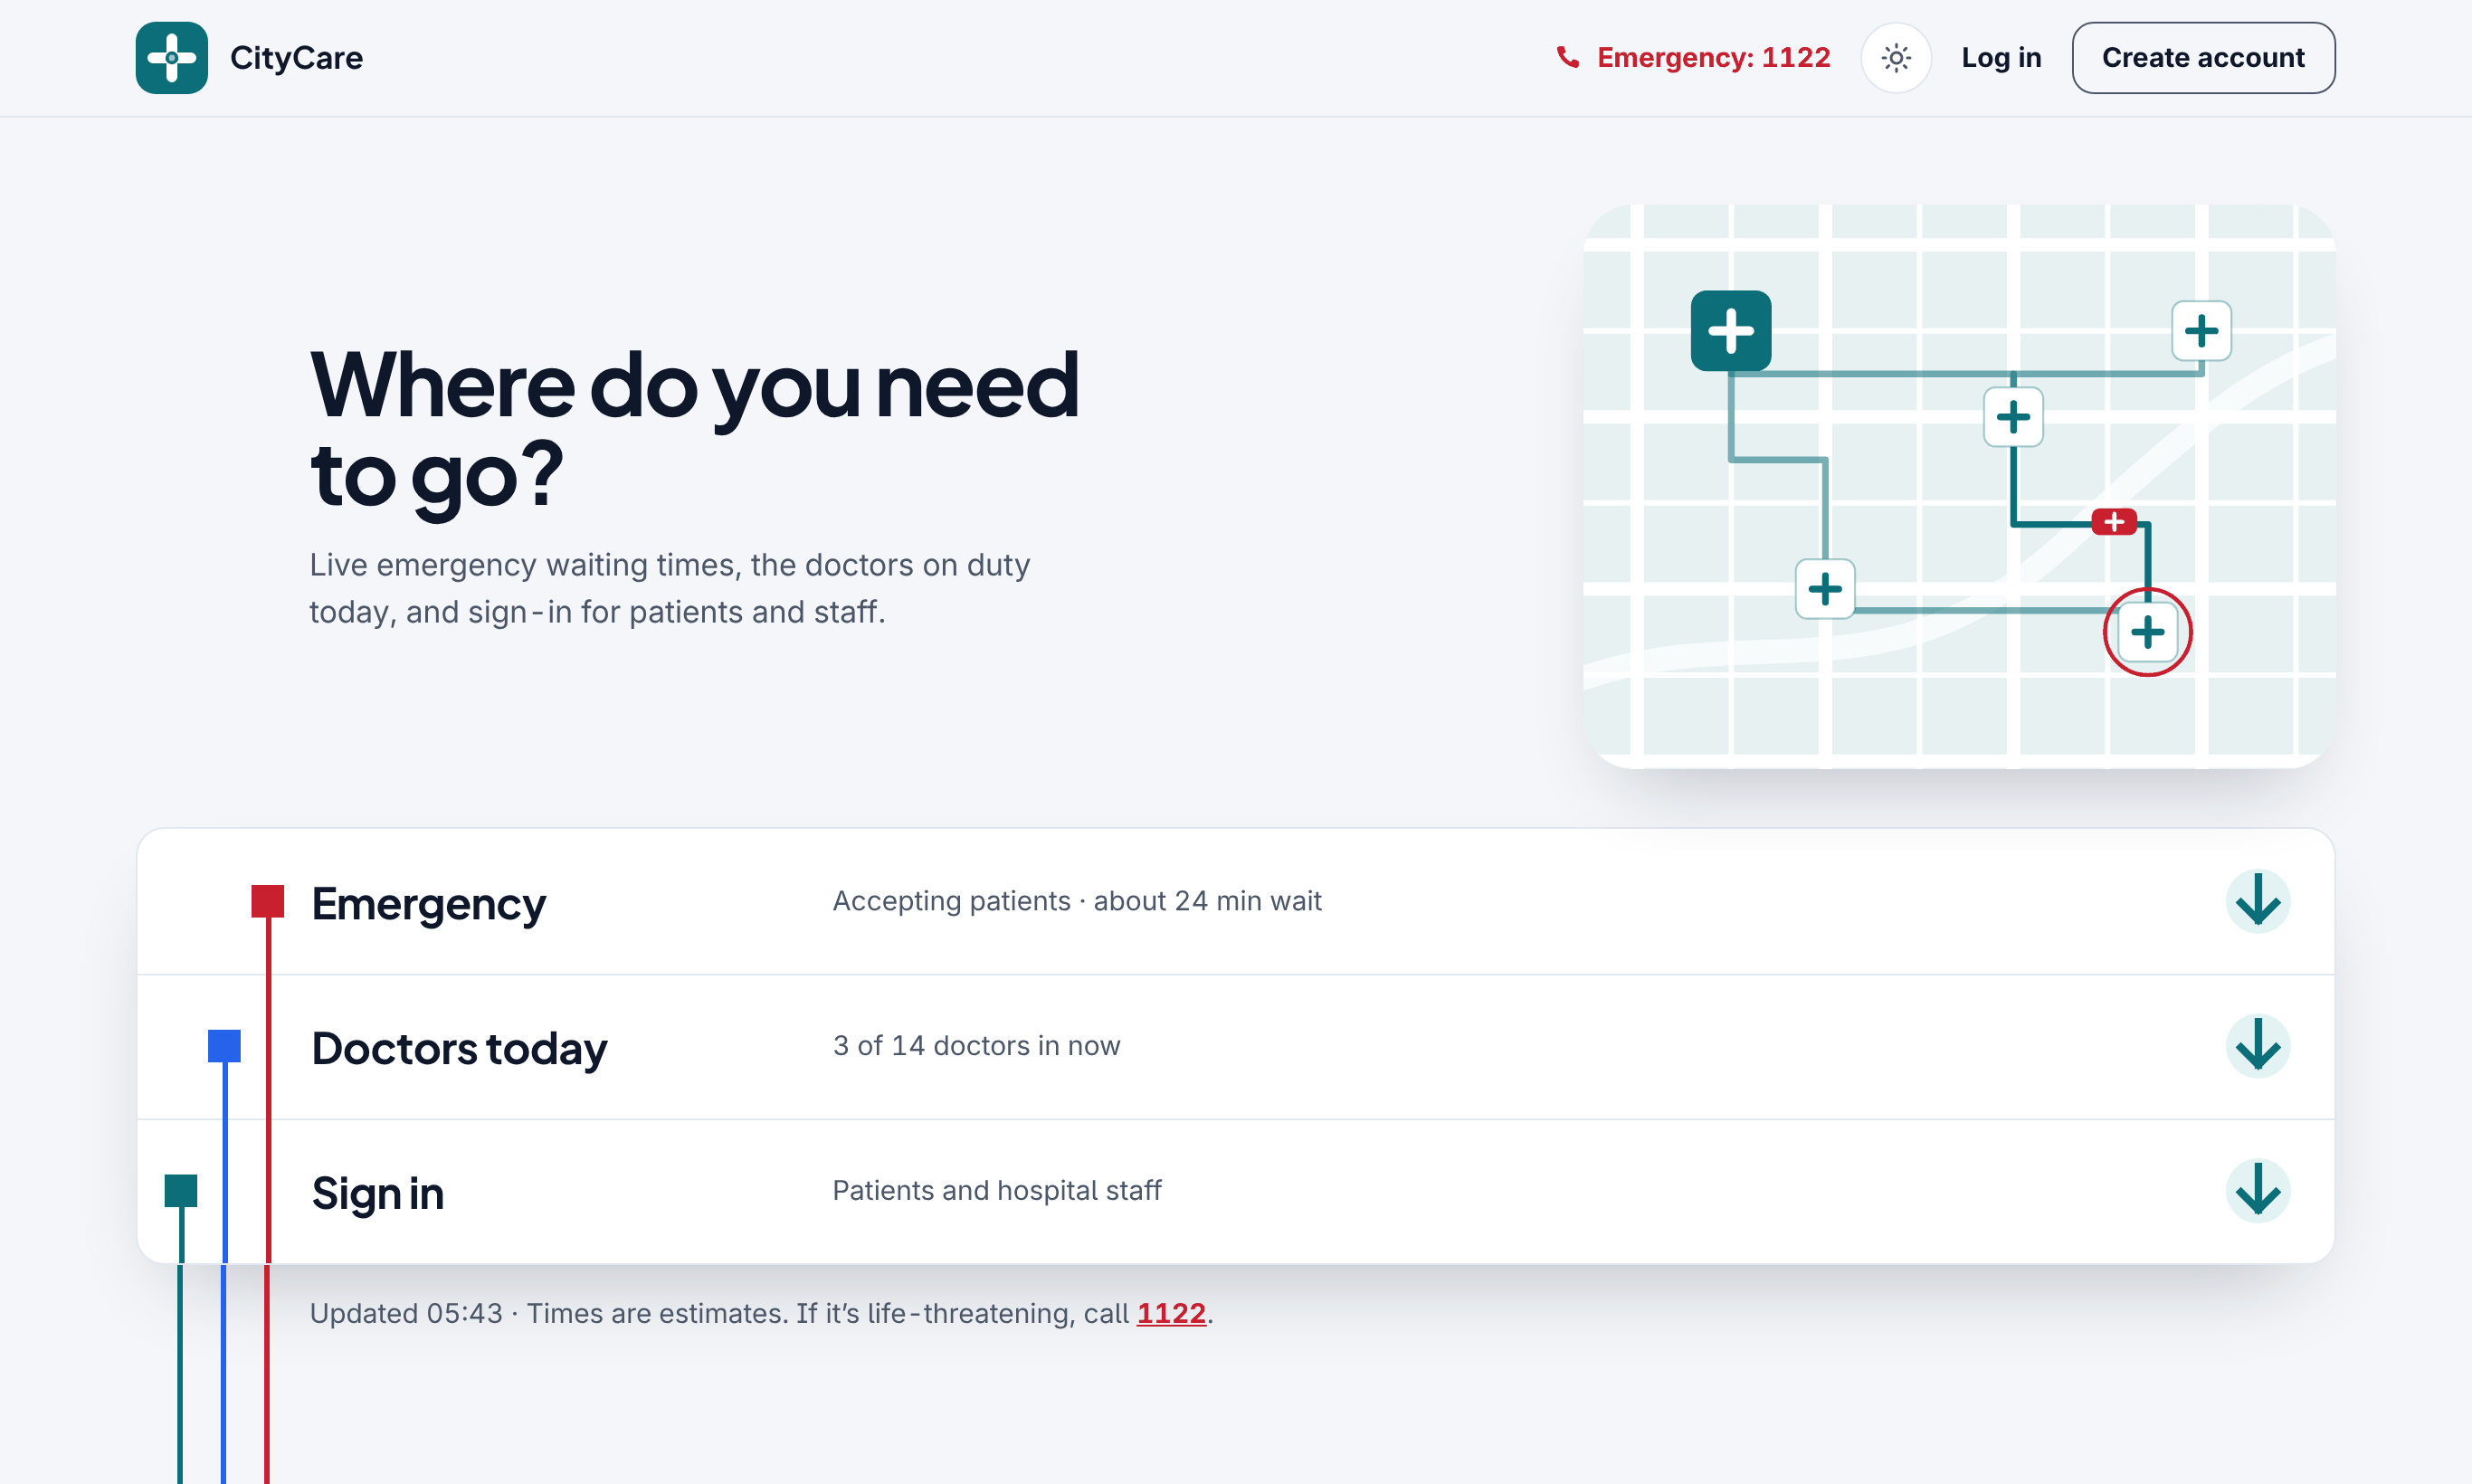 CityCare
Emergency: 1122
Log in
Create account
Where do you need
to go?
Live emergency waiting times, the doctors on duty
today, and sign-in for patients and staff.
Emergency
Accepting patients · about 24 min wait
Doctors today
3 of 14 doctors in now
Sign in
Patients and hospital staff
Updated 05:43 · Times are estimates. If it’s life-threatening, call 1122.